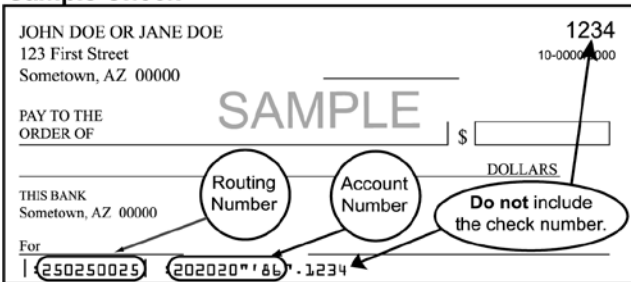 JOHN DOE OR JANE DOE 1234
123 First Street
Sometown, AZ 00000
SAMPLE
PAY TO THE
ORDER OF $
DOLLARS
THIS BANK
Sometown, AZ 00000
Routing
Number
Account
Number
Do not include
the check number.
For
250250025 202020"'86".1234